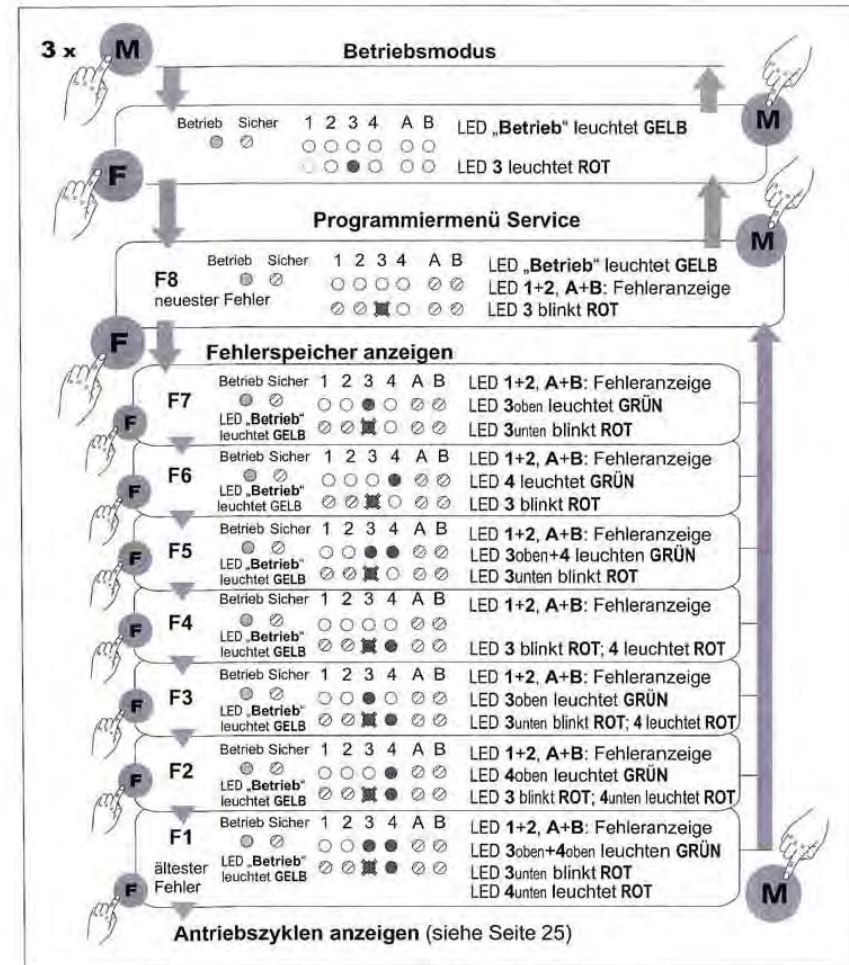 3 x M
Betriebsmodus
Betrieb Sicher 1 2 3 4 A B LED „Betrieb“ leuchtet GELB
M
F
LED 3 leuchtet ROT
Programmiermenü Service
M
F8
neuester Fehler
Betrieb Sicher 1 2 3 4 A B LED „Betrieb“ leuchtet GELB
LED 1+2, A+B: Fehleranzeige
LED 3 blinkt ROT
F
Fehlerspeicher anzeigen
F7
Betrieb Sicher 1 2 3 4 A B LED 1+2, A+B: Fehleranzeige
LED 3oben leuchtet GRÜN
LED „Betrieb“
leuchtet GELB
LED 3unten blinkt ROT
F
F6
Betrieb Sicher 1 2 3 4 A B LED 1+2, A+B: Fehleranzeige
LED 4 leuchtet GRÜN
LED „Betrieb“
leuchtet GELB
LED 3 blinkt ROT
F
F5
Betrieb Sicher 1 2 3 4 A B LED 1+2, A+B: Fehleranzeige
LED 3oben+4 leuchten GRÜN
LED „Betrieb“
leuchtet GELB
LED 3unten blinkt ROT
F
F4
Betrieb Sicher 1 2 3 4 A B LED 1+2, A+B: Fehleranzeige
LED „Betrieb“
leuchtet GELB
LED 3 blinkt ROT; 4 leuchtet ROT
F
F3
Betrieb Sicher 1 2 3 4 A B LED 1+2, A+B: Fehleranzeige
LED 3oben leuchtet GRÜN
LED „Betrieb“
leuchtet GELB
LED 3unten blinkt ROT; 4 leuchtet ROT
F
F2
Betrieb Sicher 1 2 3 4 A B LED 1+2, A+B: Fehleranzeige
LED 4oben leuchtet GRÜN
LED „Betrieb“
leuchtet GELB
LED 3 blinkt ROT; 4unten leuchtet ROT
F
F1
ältester
Fehler
Betrieb Sicher 1 2 3 4 A B LED 1+2, A+B: Fehleranzeige
LED 3oben+4oben leuchten GRÜN
LED „Betrieb“
leuchtet GELB
LED 3unten blinkt ROT
LED 4unten leuchtet ROT
F
M
Antriebszyklen anzeigen (siehe Seite 25)